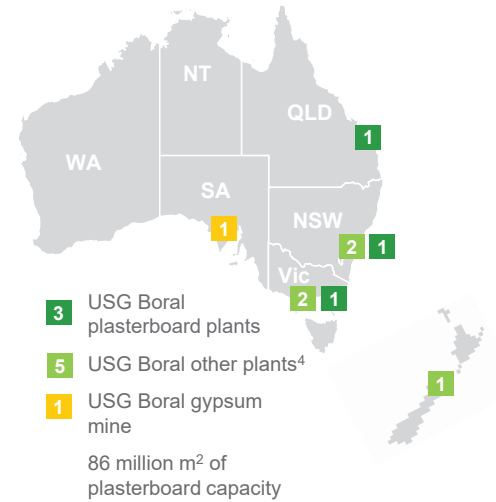 NT
QLD
1
WA
SA
1
NSW
2 1
Vic
2 1
3 USG Boral
plasterboard plants
5 USG Boral other plants⁴
1
1 USG Boral gypsum
mine
86 million m² of
plasterboard capacity